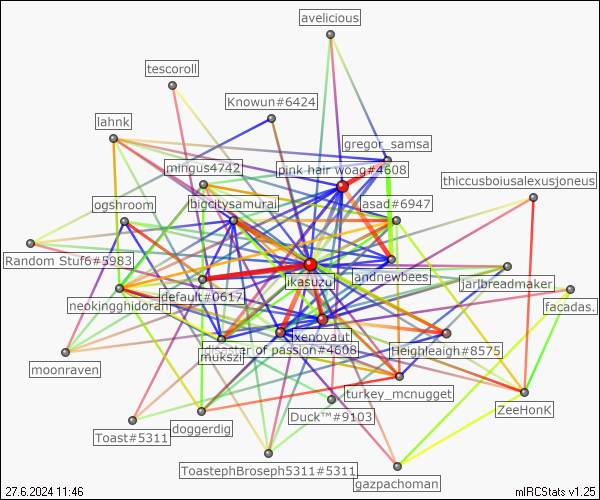 avelicious
tescoroll
Knowun#6424
lahnk
gregor_samsa
mingus4742
pink hair woag#4608
thiccusboiusalexusjoneus
ogshroom
bigcitysamurai
asad#6947
Random Stuf6#5983
andnewbees
ikasuzu
jarlbreadmaker
neokingghidorah
default#0617
facadas.
xenovaut
mukszi
disaster of passion#4608
Heighleaigh#8575
moonraven
turkey_mcnugget
ZeeHonK
Duck™#9103
doggerdig
Toast#5311
ToastephBroseph5311#5311
gazpachoman
27.6.2024 11:46
mIRCStats v1.25